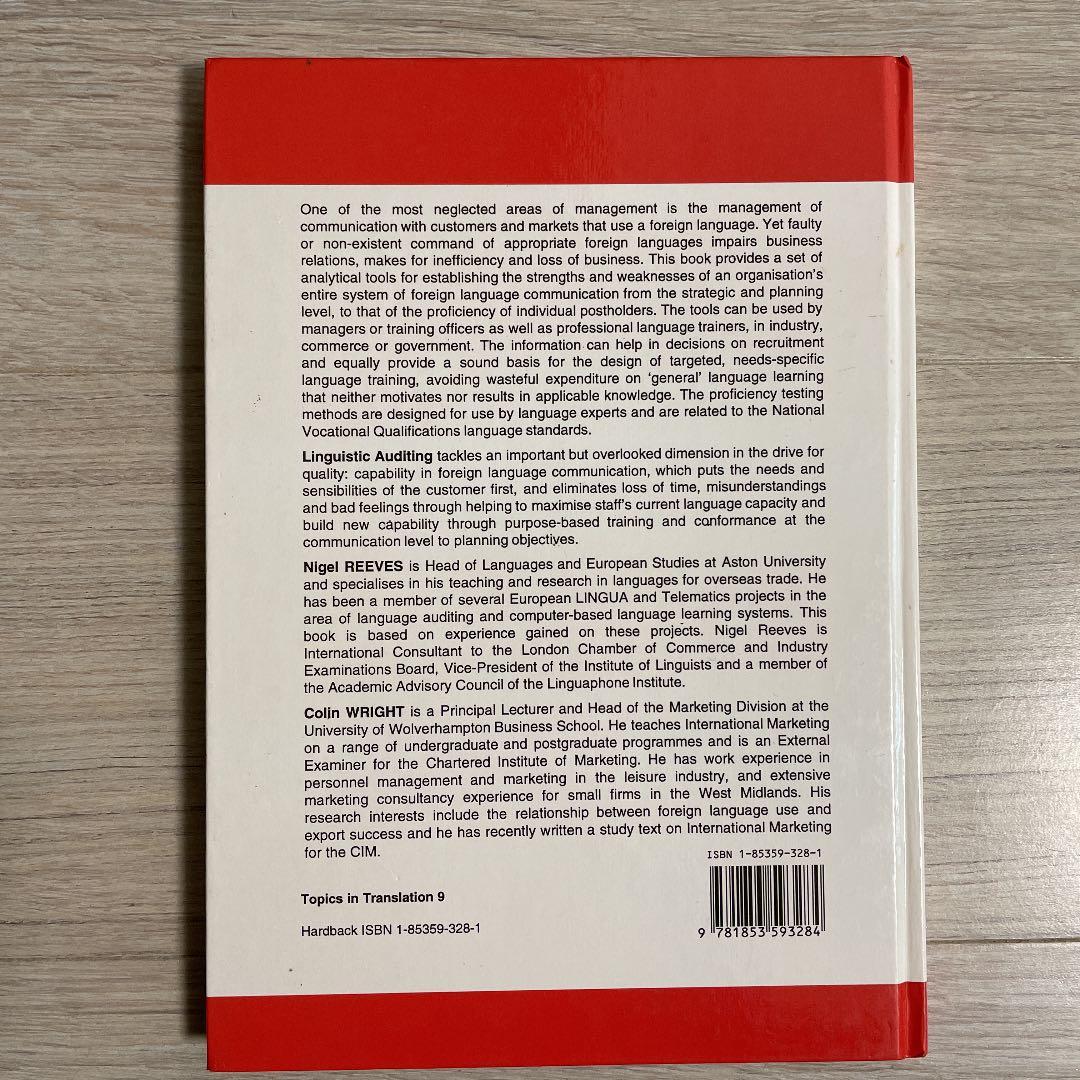 One of the most neglected areas of management is the management of
communication with customers and markets that use a foreign language. Yet faulty
or non-existent command of appropriate foreign languages impairs business
relations, makes for inefficiency and loss of business. This book provides a set of
analytical tools for establishing the strengths and weaknesses of an organisation's
entire system of foreign language communication from the strategic and planning
level, to that of the proficiency of individual postholders. The tools can be used by
managers or training officers as well as professional language trainers, in industry,
commerce or government. The information can help in decisions on recruitment
and equally provide a sound basis for the design of targeted, needs-specific
language training, avoiding wasteful expenditure on 'general' language learning
that neither motivates nor results in applicable knowledge. The proficiency testing
methods are designed for use by language experts and are related to the National
Vocational Qualifications language standards.
Linguistic Auditing tackles an important but overlooked dimension in the drive for
quality: capability in foreign language communication, which puts the needs and
sensibilities of the customer first, and eliminates loss of time, misunderstandings
and bad feelings through helping to maximise staff's current language capacity and
build new capability through purpose-based training and conformance at the
communication level to planning objectives.
Nigel REEVES is Head of Languages and European Studies at Aston University
and specialises in his teaching and research in languages for overseas trade. He
has been a member of several European LINGUA and Telematics projects in the
area of language auditing and computer-based language learning systems. This
book is based on experience gained on these projects. Nigel Reeves is
International Consultant to the London Chamber of Commerce and Industry
Examinations Board, Vice-President of the Institute of Linguists and a member of
the Academic Advisory Council of the Linguaphone Institute.
Colin WRIGHT is a Principal Lecturer and Head of the Marketing Division at the
University of Wolverhampton Business School. He teaches International Marketing
on a range of undergraduate and postgraduate programmes and is an External
Examiner for the Chartered Institute of Marketing. He has work experience in
personnel management and marketing in the leisure industry, and extensive
marketing consultancy experience for small firms in the West Midlands. His
research interests include the relationship between foreign language use and
export success and he has recently written a study text on International Marketing
for the CIM.
ISBN 1-85359-328-1
Topics in Translation 9
Hardback ISBN 1-85359-328-1
9 781853 593284